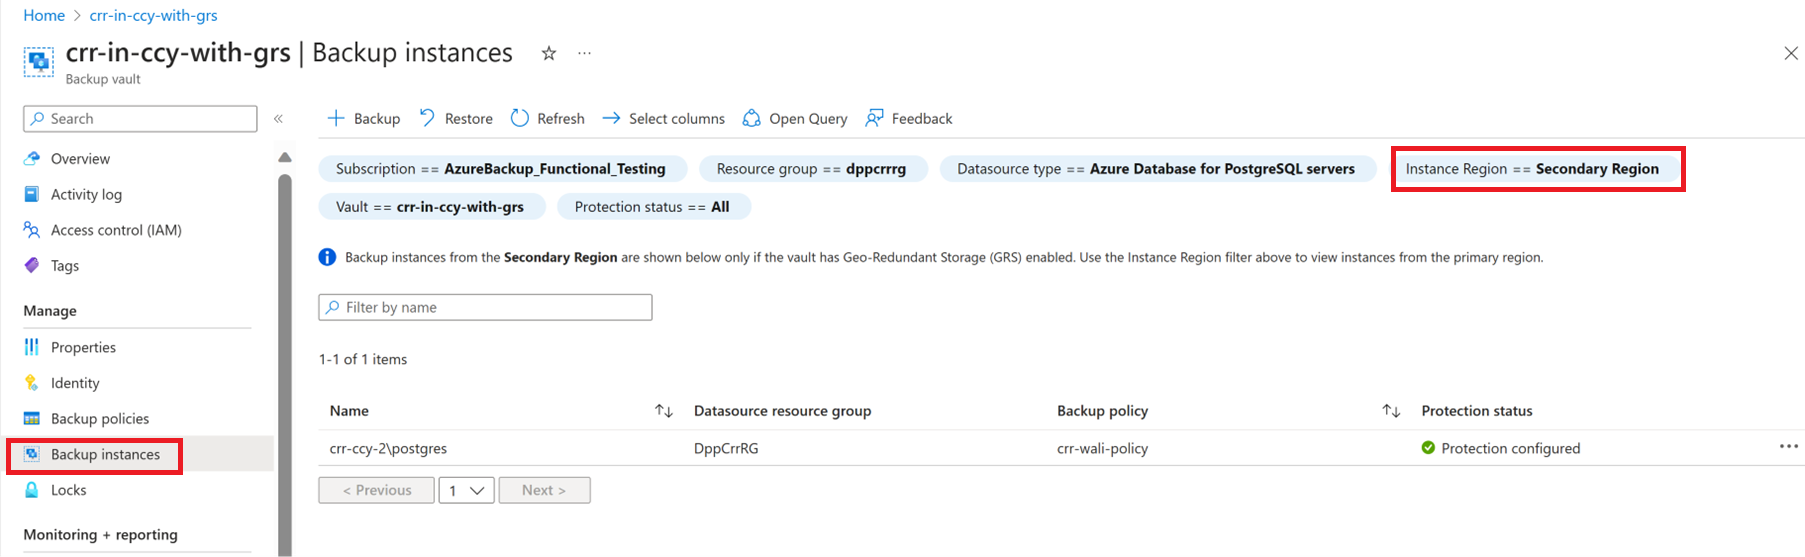 Home > crr-in-ccy-with-grs
crr-in-ccy-with-grs | Backup instances ☆ ···
Backup vault
Search «
+ Backup Restore Refresh Select columns Open Query Feedback
Overview
Activity log
Access control (IAM)
Tags
Manage
Properties
Identity
Backup policies
Backup instances
Locks
Monitoring + reporting
Subscription == AzureBackup_Functional_Testing Resource group == dppcrrrg Datasource type == Azure Database for PostgreSQL servers Instance Region == Secondary Region
Vault == crr-in-ccy-with-grs Protection status == All
Backup instances from the Secondary Region are shown below only if the vault has Geo-Redundant Storage (GRS) enabled. Use the Instance Region filter above to view instances from the primary region.
Filter by name
1-1 of 1 items
Name ↑↓ Datasource resource group Backup policy ↑↓ Protection status
crr-ccy-2\postgres DppCrrRG crr-wali-policy Protection configured ···
< Previous 1 Next >